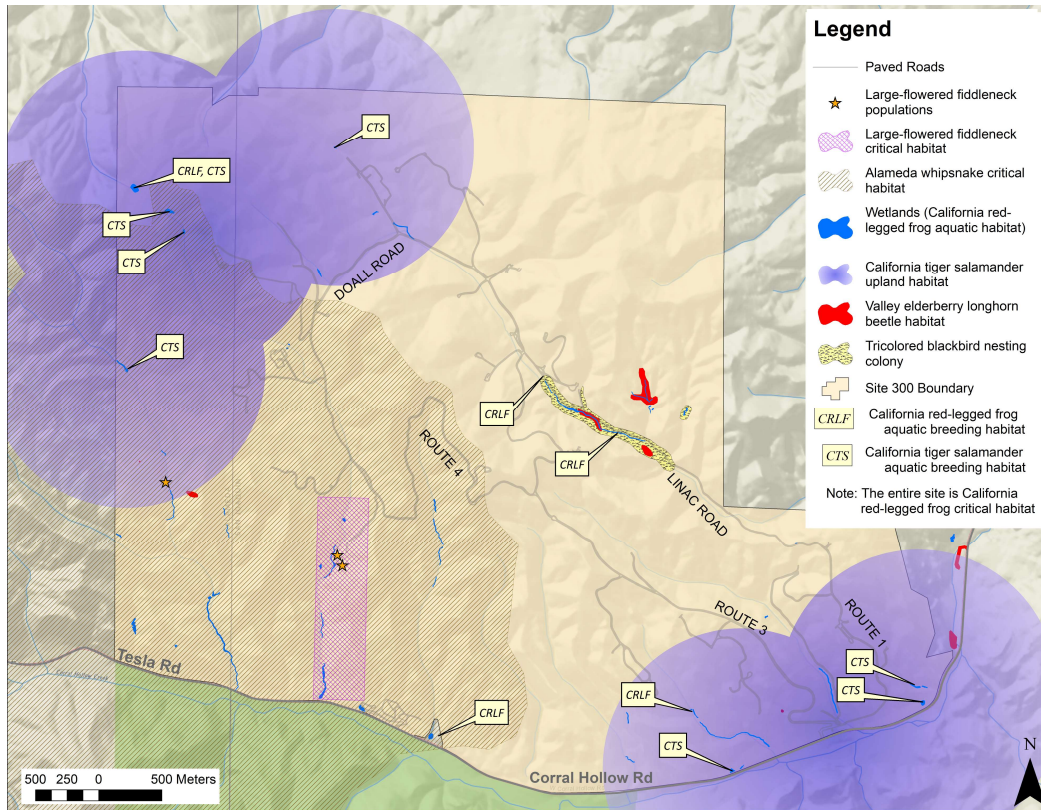 CTS
CRLF, CTS
CTS
CTS
DOALL ROAD
CTS
CRLF
CRLF
ROUTE 4
LINAC ROAD
ROUTE 3
ROUTE 1
CTS
CTS
CRLF
CTS
CRLF
Tesla Rd
Corral Hollow Creek
Corral Hollow Rd
500 250 0 500 Meters
N
Legend
Paved Roads
Large-flowered fiddleneck
populations
Large-flowered fiddleneck
critical habitat
Alameda whipsnake critical
habitat
Wetlands (California red-
legged frog aquatic habitat)
California tiger salamander
upland habitat
Valley elderberry longhorn
beetle habitat
Tricolored blackbird nesting
colony
Site 300 Boundary
CRLF California red-legged frog
aquatic breeding habitat
CTS California tiger salamander
aquatic breeding habitat
Note: The entire site is California
red-legged frog critical habitat